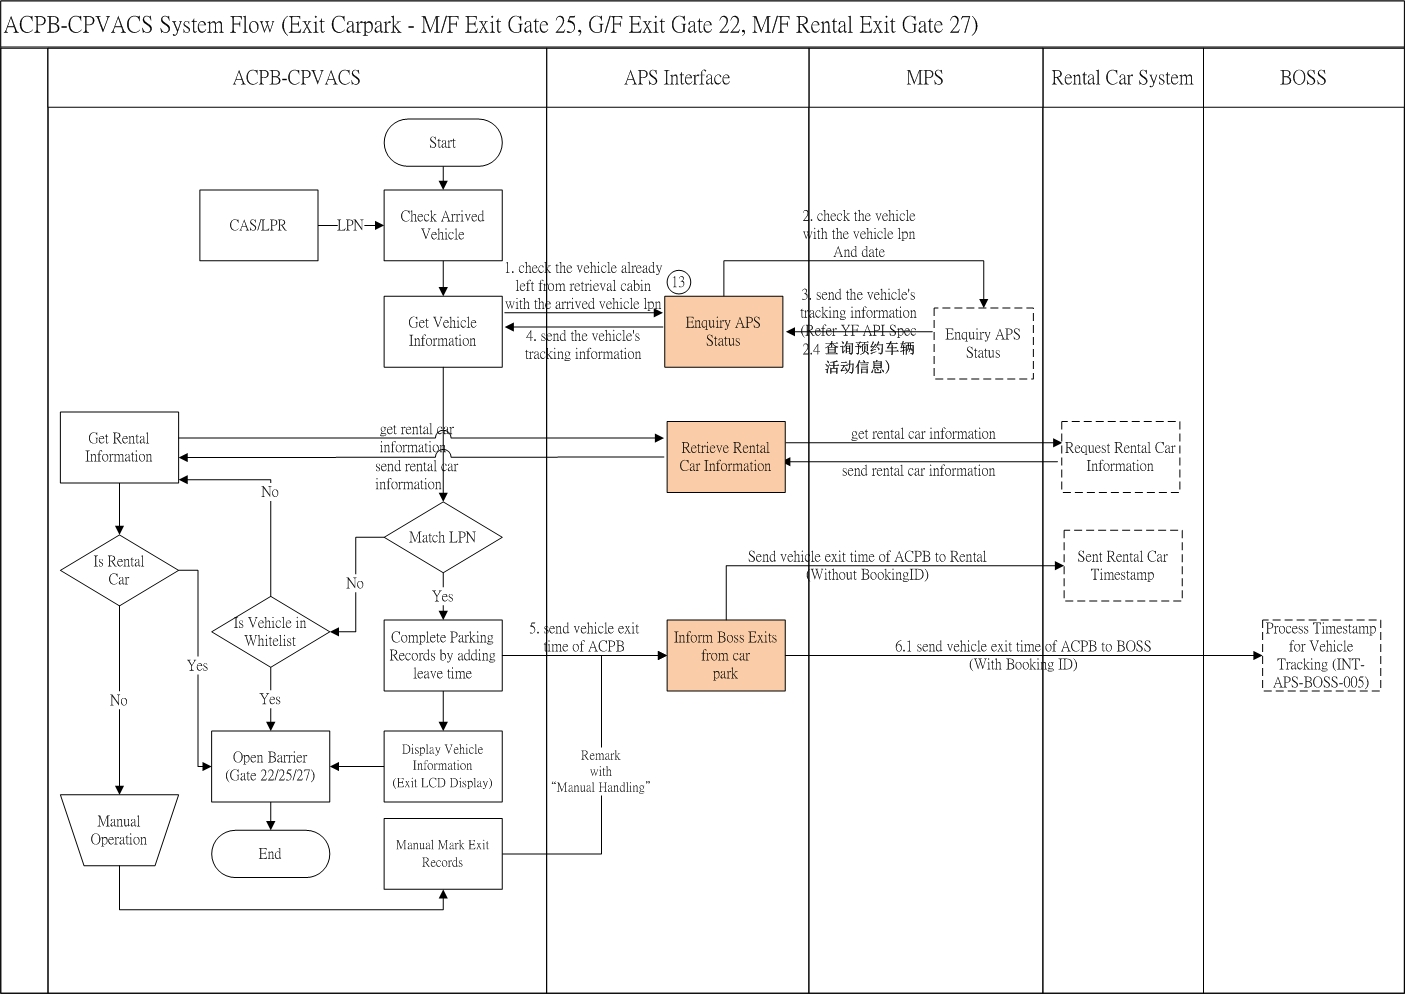 ACPB-CPVACS System Flow (Exit Carpark - M/F Exit Gate 25, G/F Exit Gate 22, M/F Rental Exit Gate 27)
ACPB-CPVACS
APS Interface
MPS
Rental Car System
BOSS
Start
CAS/LPR
LPN
Check Arrived
Vehicle
2. check the vehicle
with the vehicle lpn
And date
1. check the vehicle already
left from retrieval cabin
with the arrived vehicle lpn
13
Get Vehicle
Information
4. send the vehicle's
tracking information
Enquiry APS
Status
3. send the vehicle's
tracking information
(Refer YF API Spec
2.4 查询预约车辆
活动信息）
Enquiry APS
Status
Get Rental
Information
get rental car
information
send rental car
information
Retrieve Rental
Car Information
get rental car information
send rental car information
Request Rental Car
Information
No
Match LPN
Is Rental
Car
No
Yes
Send vehicle exit time of ACPB to Rental
(Without BookingID)
Sent Rental Car
Timestamp
Is Vehicle in
Whitelist
Complete Parking
Records by adding
leave time
5. send vehicle exit
time of ACPB
Inform Boss Exits
from car
park
6.1 send vehicle exit time of ACPB to BOSS
(With Booking ID)
Process Timestamp
for Vehicle
Tracking (INT-
APS-BOSS-005)
Yes
No
Yes
Open Barrier
(Gate 22/25/27)
Display Vehicle
Information
(Exit LCD Display)
Remark
with
“Manual Handling”
Manual
Operation
End
Manual Mark Exit
Records